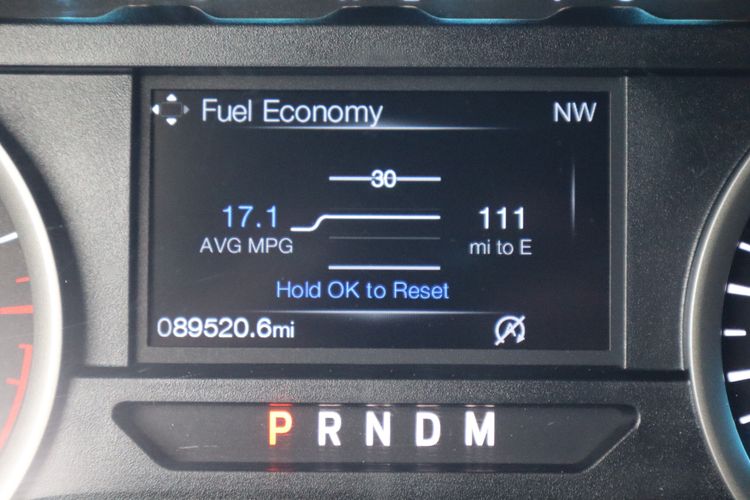 Fuel Economy NW
30
17.1 111
AVG MPG mi to E
Hold OK to Reset
089520.6mi A
P R N D M